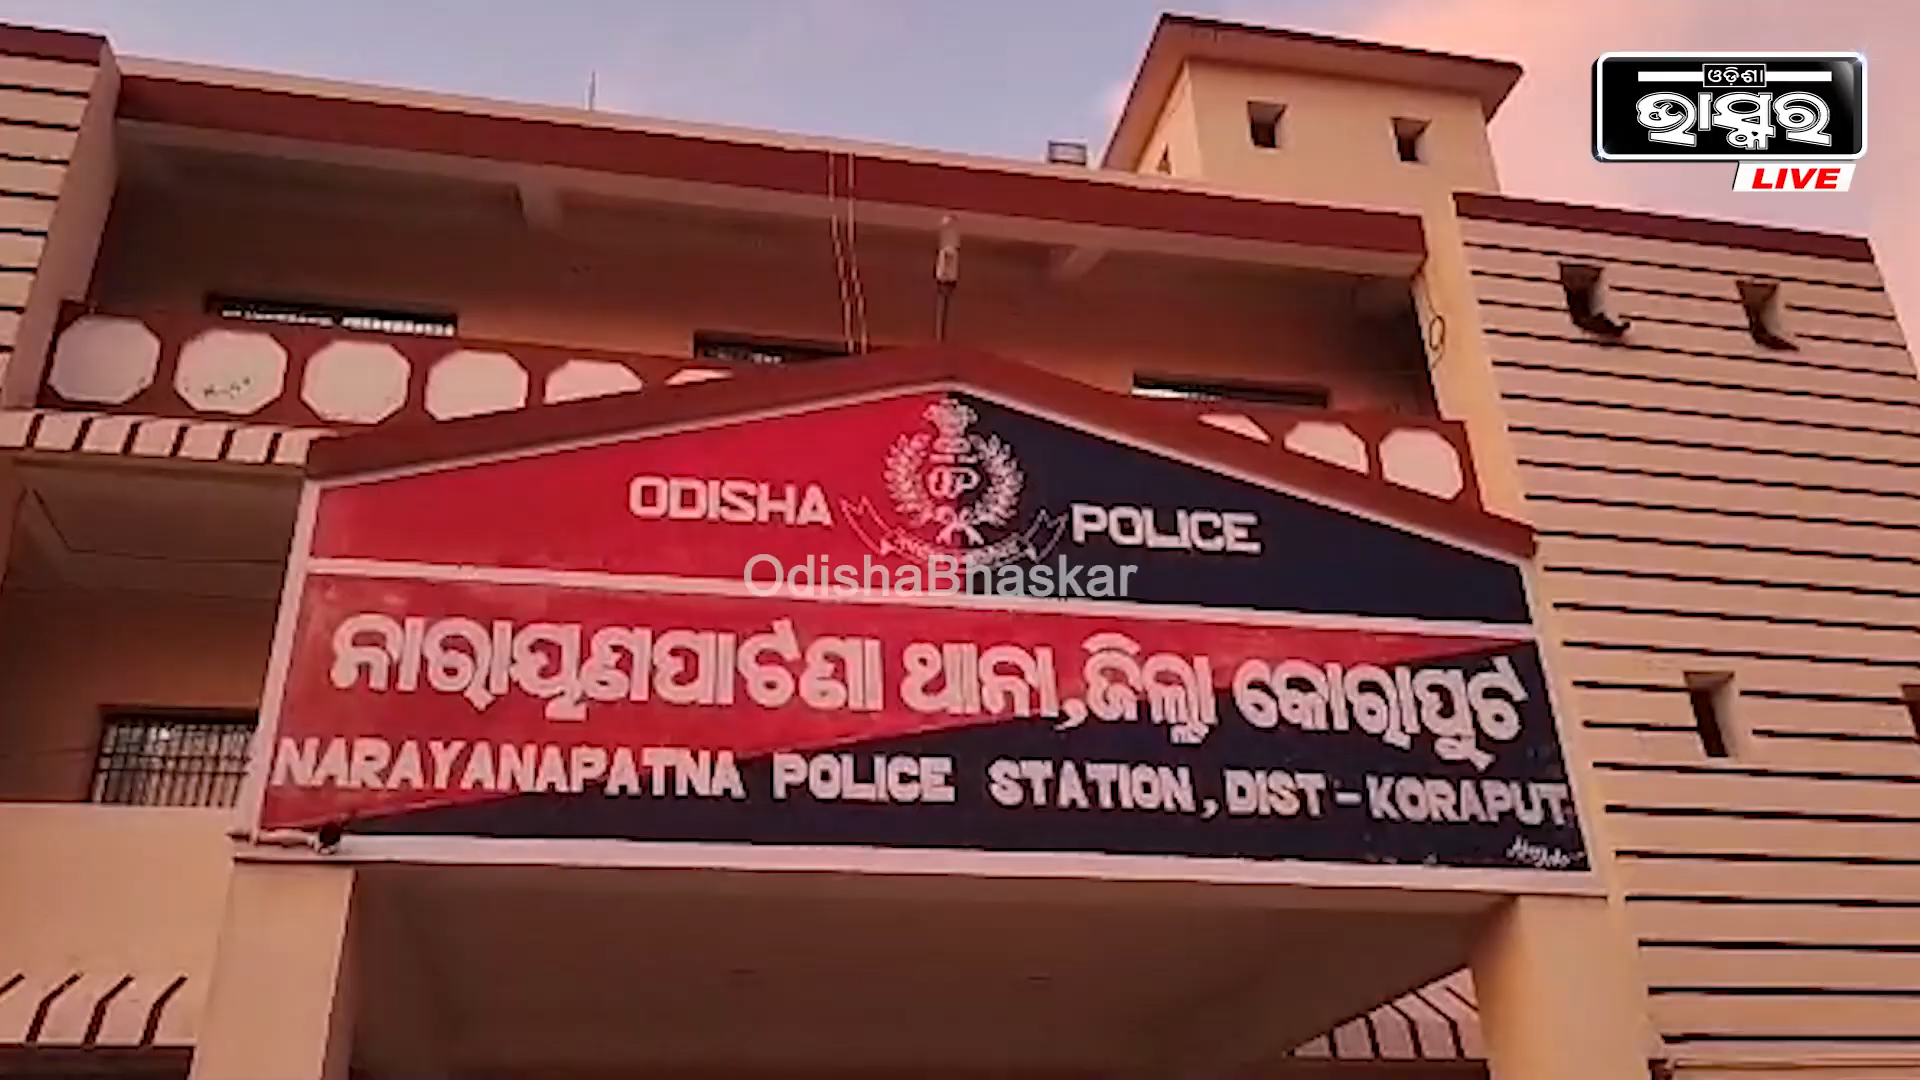 ଓଡ଼ିଶା
ଭାସ୍କର
LIVE
ODISHA POLICE
OdishaBhaskar
ନାରାୟଣପାଟଣା ଥାନା,ଜିଲ୍ଲା କୋରାପୁଟ
NARAYANAPATNA POLICE STATION, DIST-KORAPUT